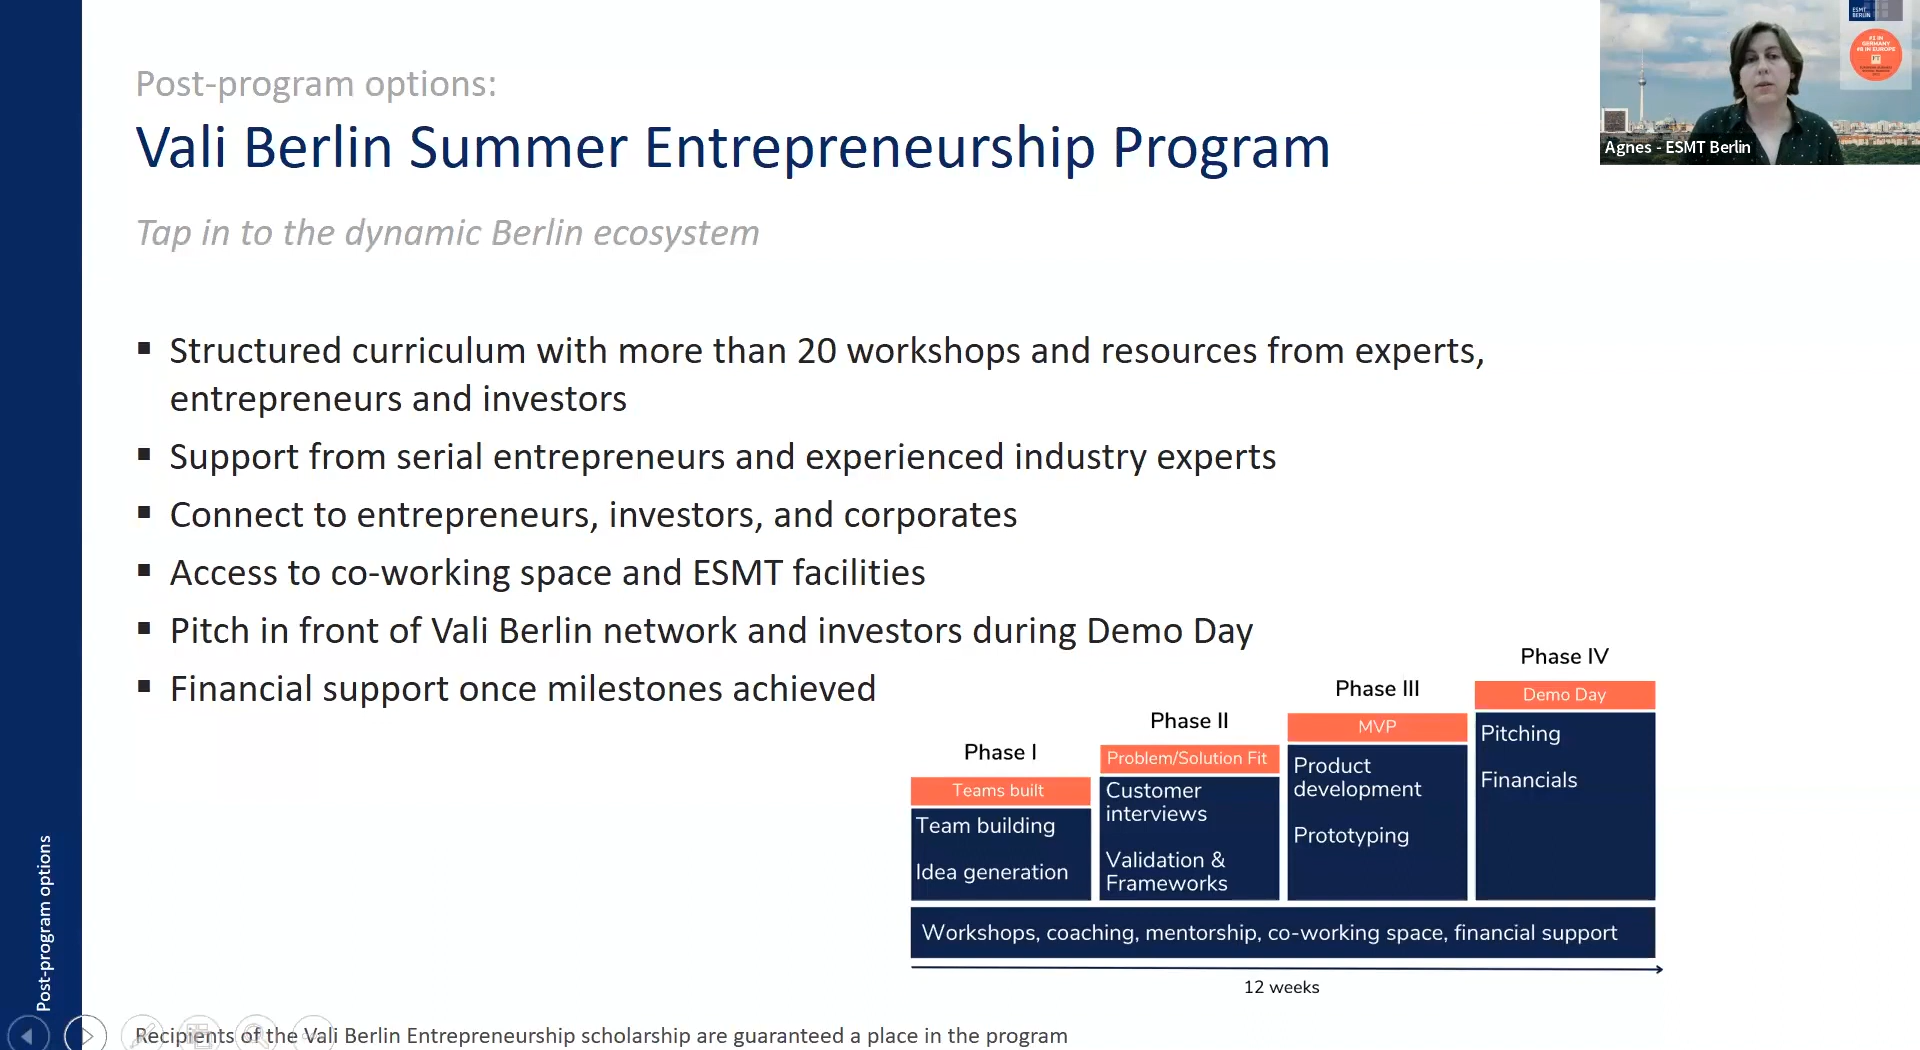 Post-program options:
Vali Berlin Summer Entrepreneurship Program
Tap in to the dynamic Berlin ecosystem
ESMT
BERLIN
#1 IN
GERMANY
Agnes - ESMT Berlin
▪ Structured curriculum with more than 20 workshops and resources from experts,
entrepreneurs and investors
▪ Support from serial entrepreneurs and experienced industry experts
▪ Connect to entrepreneurs, investors, and corporates
▪ Access to co-working space and ESMT facilities
▪ Pitch in front of Vali Berlin network and investors during Demo Day
▪ Financial support once milestones achieved
Phase I
Teams built
Team building
Idea generation
Phase II
Problem/Solution Fit
Customer
interviews
Validation &
Frameworks
Phase III
MVP
Product
development
Prototyping
Phase IV
Demo Day
Pitching
Financials
Workshops, coaching, mentorship, co-working space, financial support
12 weeks
Post-program options
Recipients of the Vali Berlin Entrepreneurship scholarship are guaranteed a place in the program